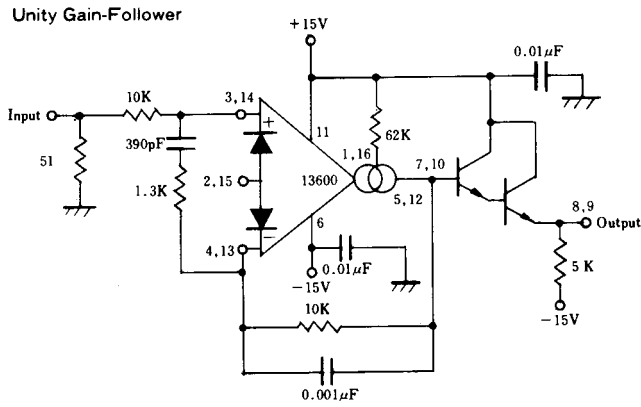 Unity Gain-Follower
+15V
0.01μF
10K
3,14
Input
+
11
62K
51
390pF
1,16
7,10
2,15
13600
1.3K
5,12
8,9
Output
6
4,13
−
0.01μF
5K
−15V
−15V
10K
0.001μF